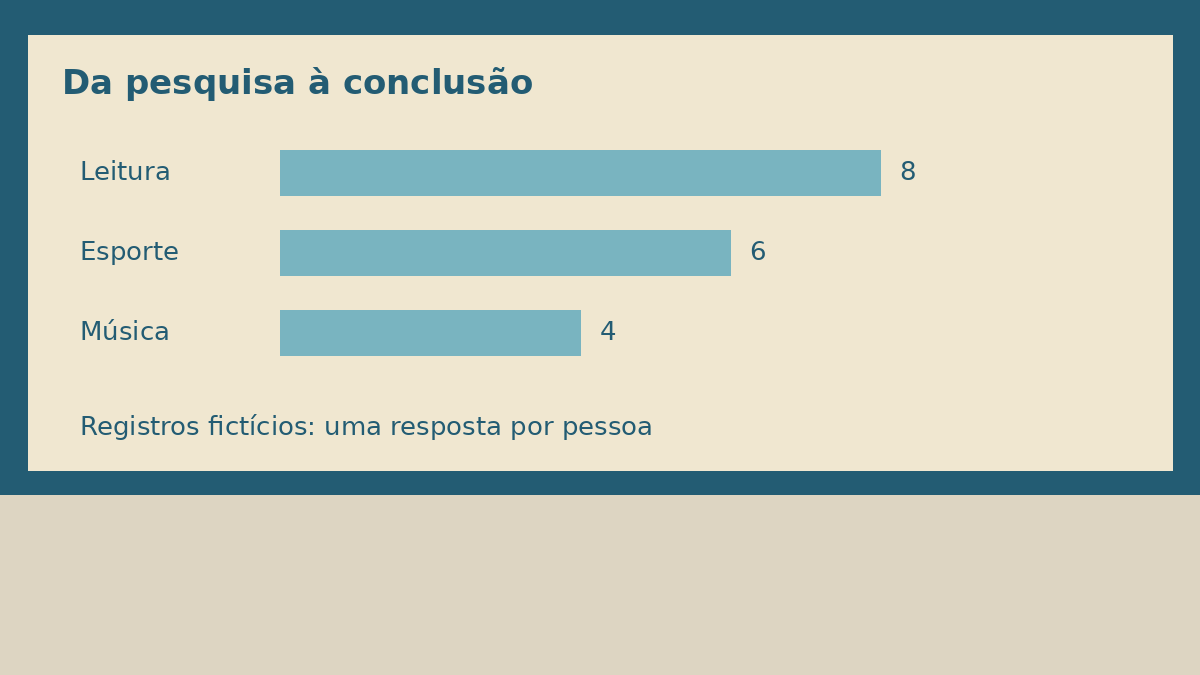 Da pesquisa à conclusão
Leitura 8
Esporte 6
Música 4
Registros fictícios: uma resposta por pessoa